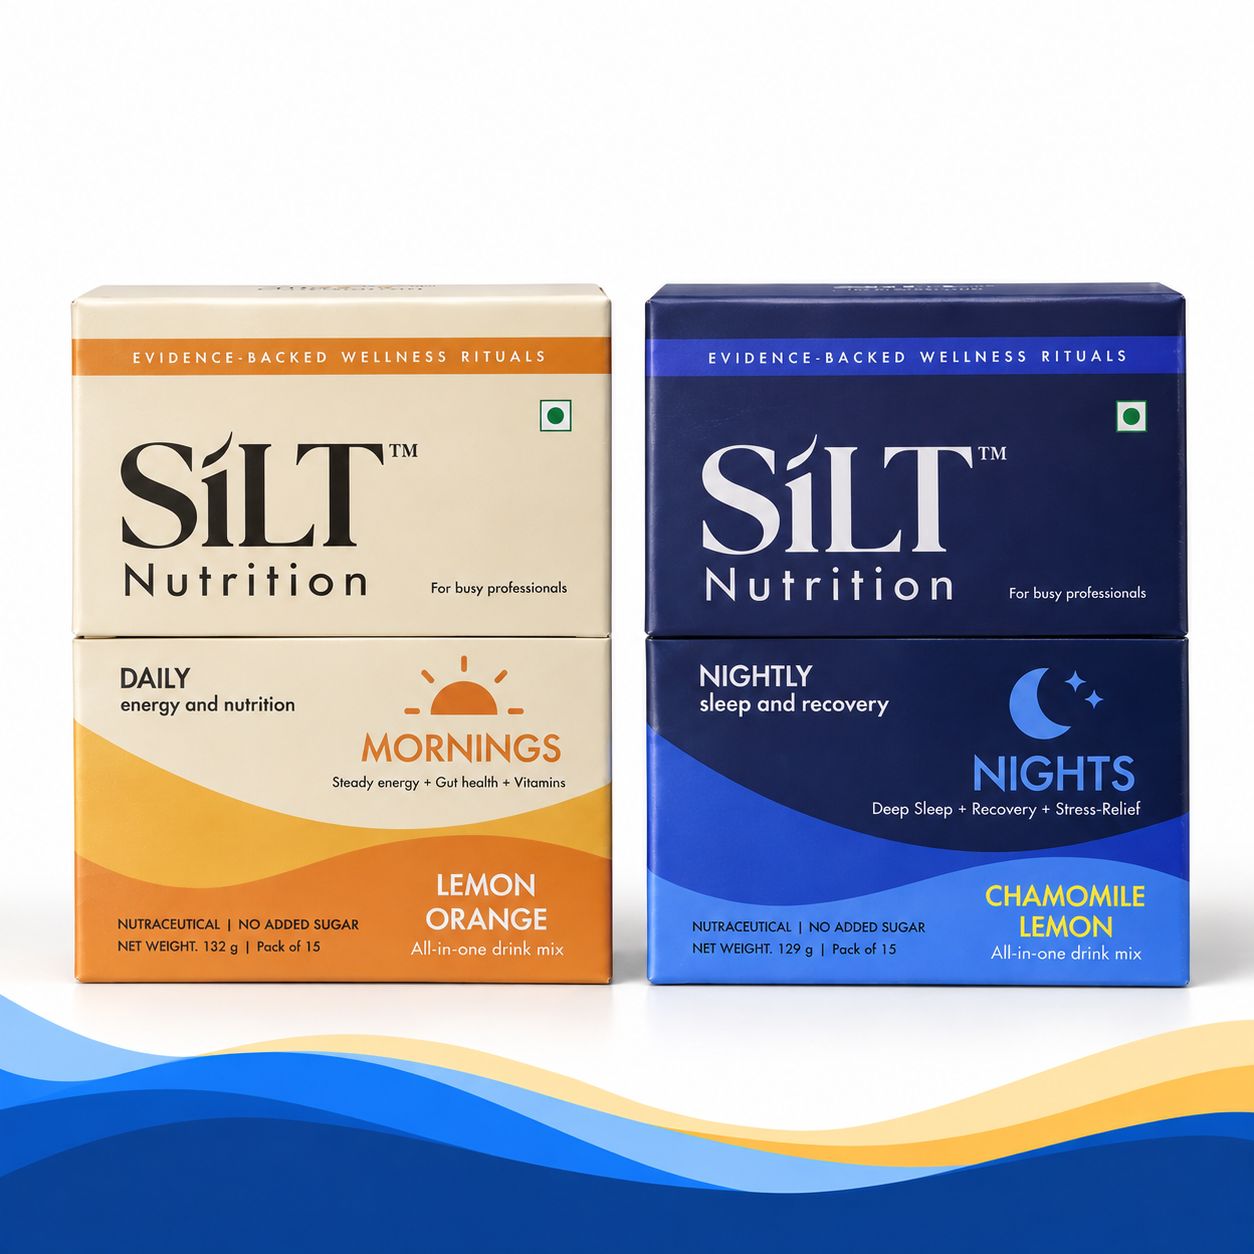 EVIDENCE-BACKED WELLNESS RITUALS
SiLT™
Nutrition
For busy professionals
DAILY
energy and nutrition
MORNINGS
Steady energy + Gut health + Vitamins
LEMON
ORANGE
All-in-one drink mix
NUTRACEUTICAL | NO ADDED SUGAR
NET WEIGHT. 132 g | Pack of 15
EVIDENCE-BACKED WELLNESS RITUALS
SiLT™
Nutrition
For busy professionals
NIGHTLY
sleep and recovery
NIGHTS
Deep Sleep + Recovery + Stress-Relief
CHAMOMILE
LEMON
All-in-one drink mix
NUTRACEUTICAL | NO ADDED SUGAR
NET WEIGHT. 129 g | Pack of 15